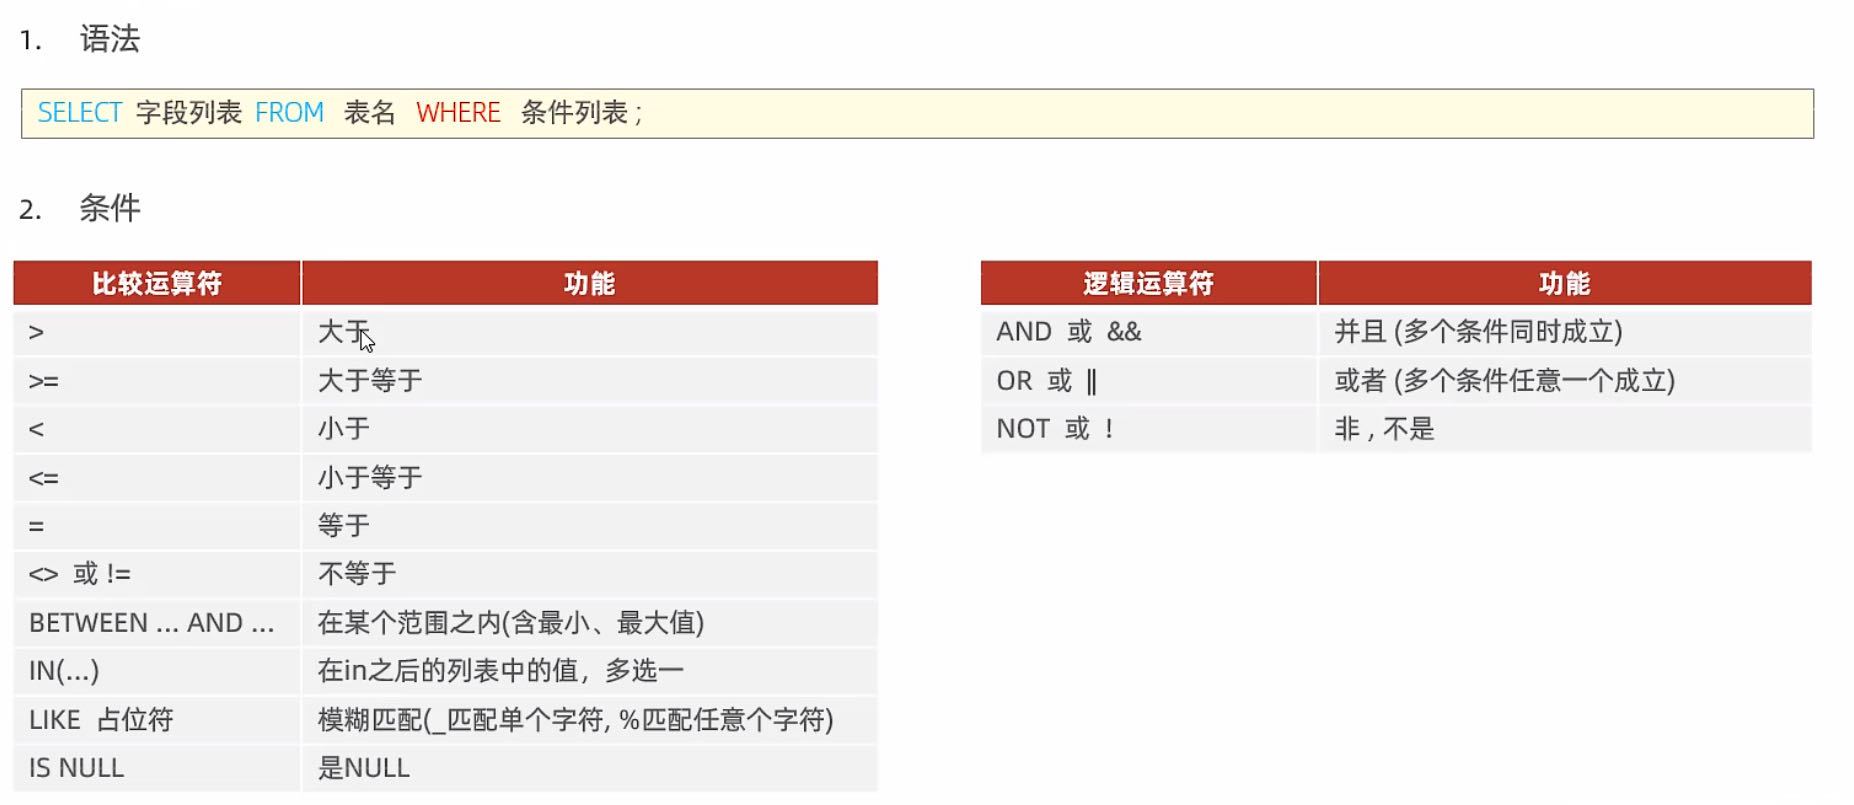 1. 语法
SELECT 字段列表 FROM 表名 WHERE 条件列表 ;
2. 条件
比较运算符 功能
> 大于
>= 大于等于
< 小于
<= 小于等于
= 等于
<> 或 != 不等于
BETWEEN ... AND ... 在某个范围之内(含最小、最大值)
IN(...) 在in之后的列表中的值，多选一
LIKE 占位符 模糊匹配(_匹配单个字符, %匹配任意个字符)
IS NULL 是NULL
逻辑运算符 功能
AND 或 && 并且 (多个条件同时成立)
OR 或 || 或者 (多个条件任意一个成立)
NOT 或 ! 非 , 不是